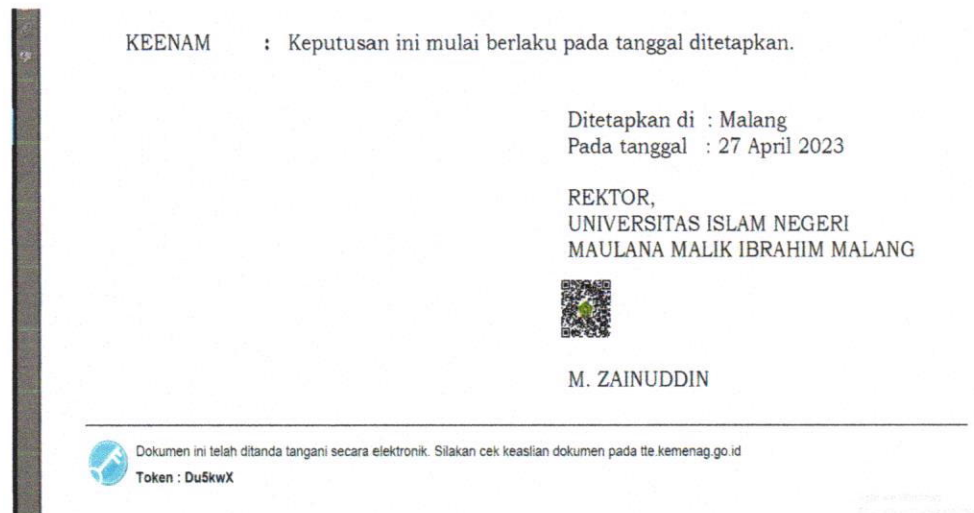 KEENAM : Keputusan ini mulai berlaku pada tanggal ditetapkan.
Ditetapkan di : Malang
Pada tanggal : 27 April 2023
REKTOR,
UNIVERSITAS ISLAM NEGERI
MAULANA MALIK IBRAHIM MALANG
M. ZAINUDDIN
Dokumen ini telah ditanda tangani secara elektronik. Silakan cek keaslian dokumen pada tte.kemenag.go.id
Token : Du5kwX